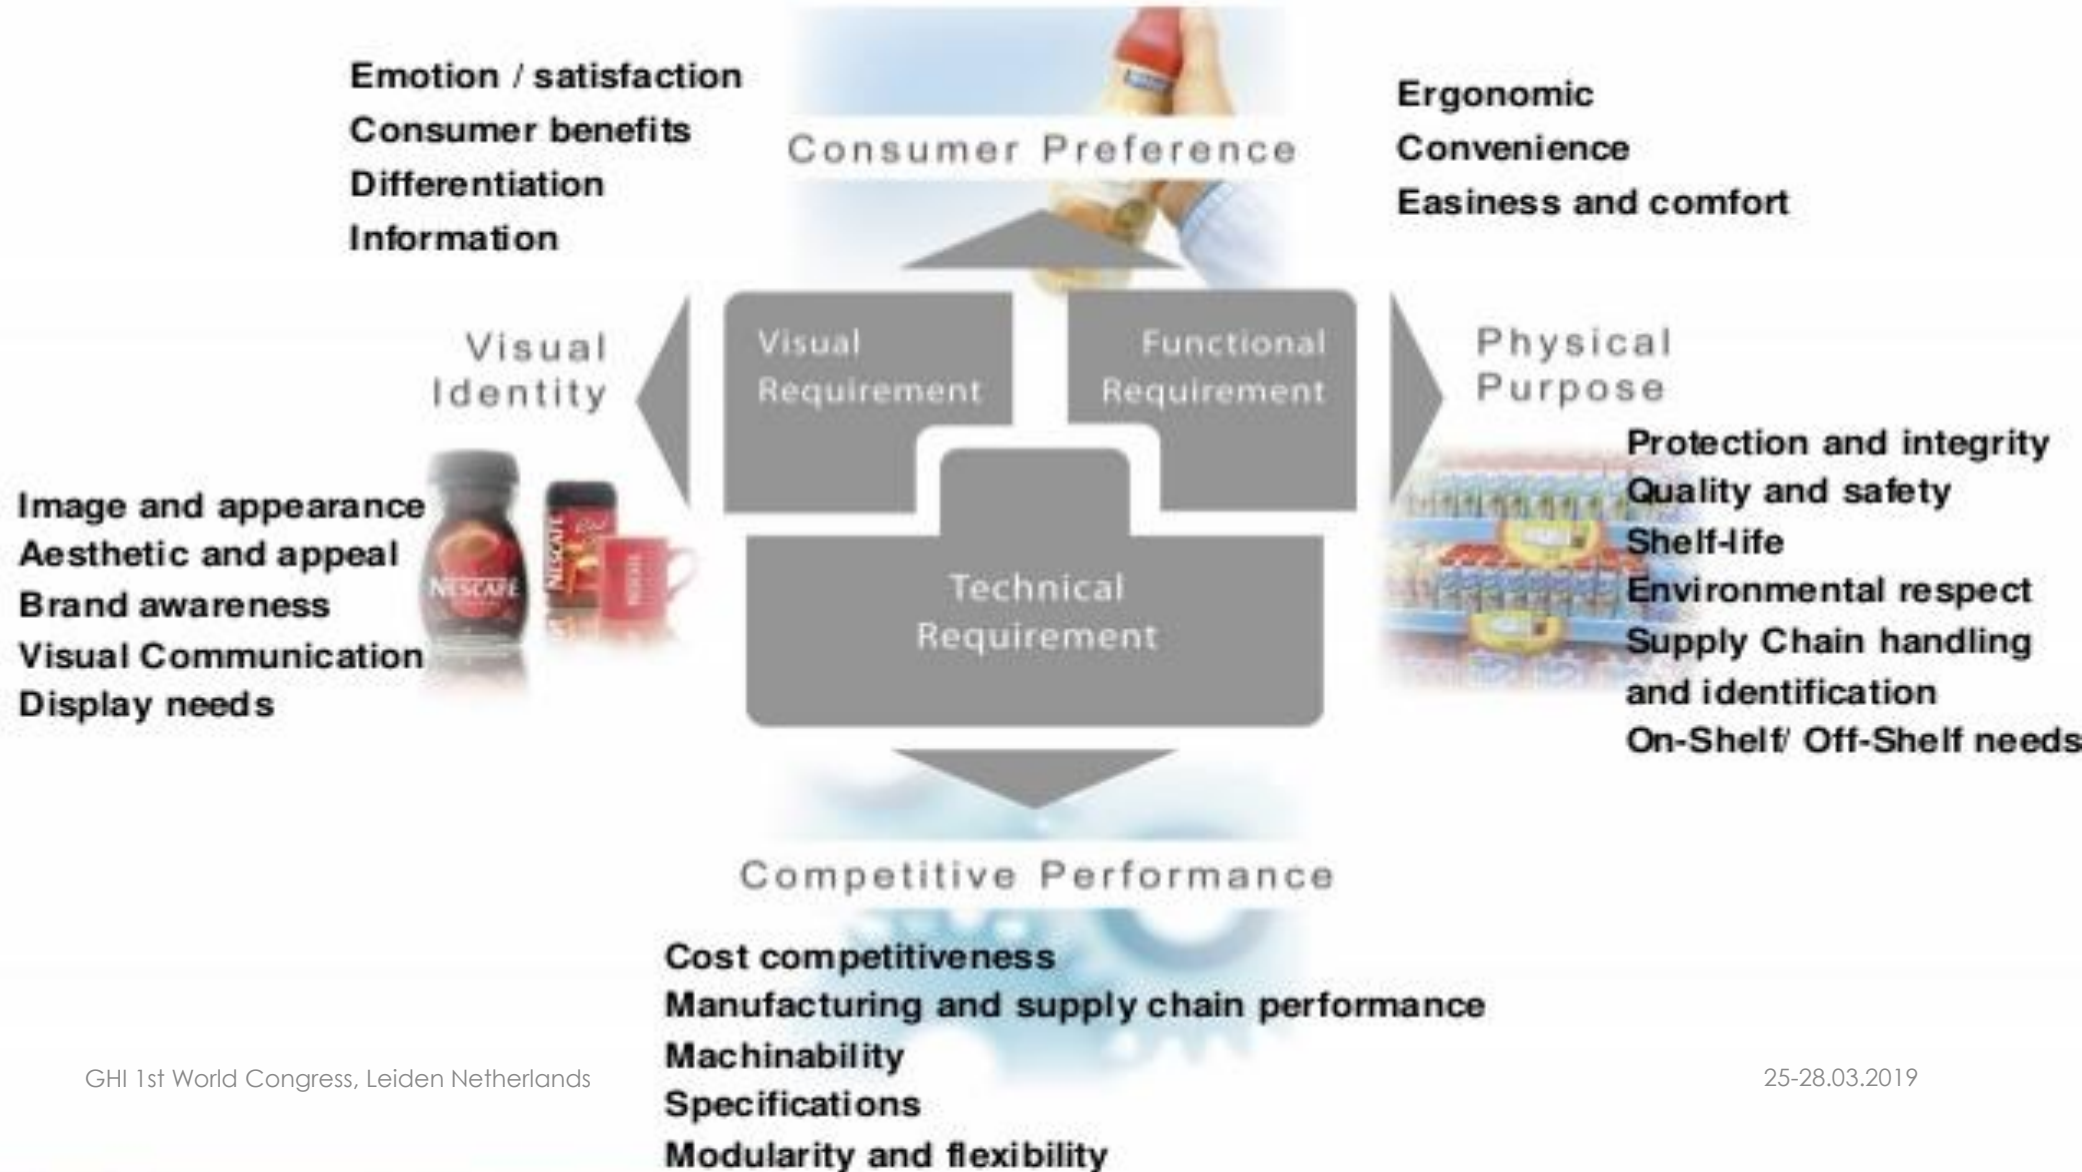 Emotion / satisfaction
Consumer benefits
Differentiation
Information
Consumer Preference
Ergonomic
Convenience
Easiness and comfort
Visual
Identity
Visual
Requirement
Functional
Requirement
Physical
Purpose
Image and appearance
Aesthetic and appeal
Brand awareness
Visual Communication
Display needs
NESCAFÉ
NESCAFÉ
NESCAFÉ
Technical
Requirement
Protection and integrity
Quality and safety
Shelf-life
Environmental respect
Supply Chain handling
and identification
On-Shelf/ Off-Shelf needs
Competitive Performance
Cost competitiveness
Manufacturing and supply chain performance
Machinability
Specifications
Modularity and flexibility
GHI 1st World Congress, Leiden Netherlands
25-28.03.2019